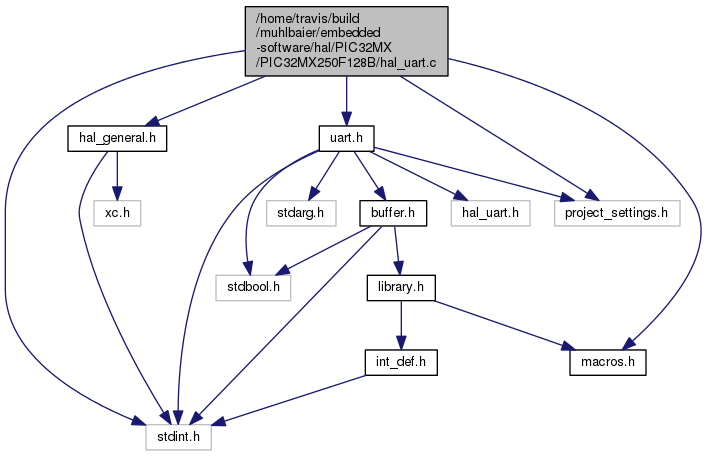 /home/travis/build
/muhlbaier/embedded
-software/hal/PIC32MX
/PIC32MX250F128B/hal_uart.c
hal_general.h
uart.h
xc.h
stdarg.h
buffer.h
hal_uart.h
project_settings.h
stdbool.h
library.h
int_def.h
macros.h
stdint.h